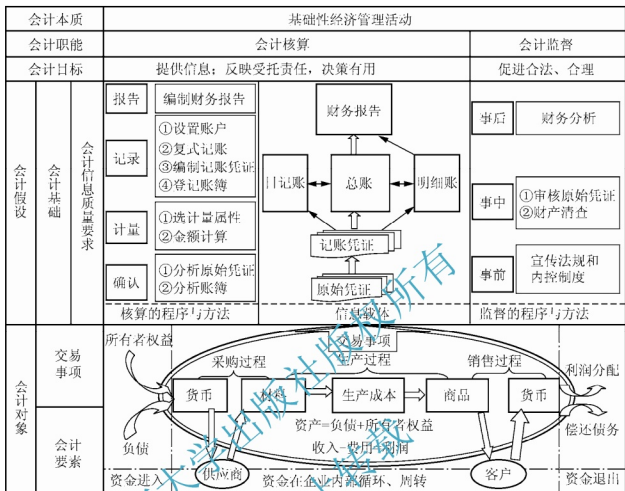 会计本质
基础性经济管理活动
会计职能
会计核算
会计监督
会计目标
提供信息；反映受托责任，决策有用
促进合法、合理
会计假设
会计基础
会计信息质量要求
报告
编制财务报告
记录
①设置账户
②复式记账
③编制记账凭证
④登记账簿
计量
①选计量属性
②金额计算
确认
①分析原始凭证
②分析账簿
核算的程序与方法
财务报告
日记账
总账
明细账
记账凭证
原始凭证
信息载体
事后
财务分析
事中
①审核原始凭证
②财产清查
事前
宣传法规和
内控制度
监督的程序与方法
会计对象
交易
事项
会计
要素
所有者权益
负债
资金进入
交易事项
采购过程
生产过程
销售过程
货币
材料
生产成本
商品
货币
资产=负债+所有者权益
收入-费用=利润
供应商
资金在企业内部循环、周转
客户
利润分配
偿还债务
资金退出
大学出版社版权所有
转载